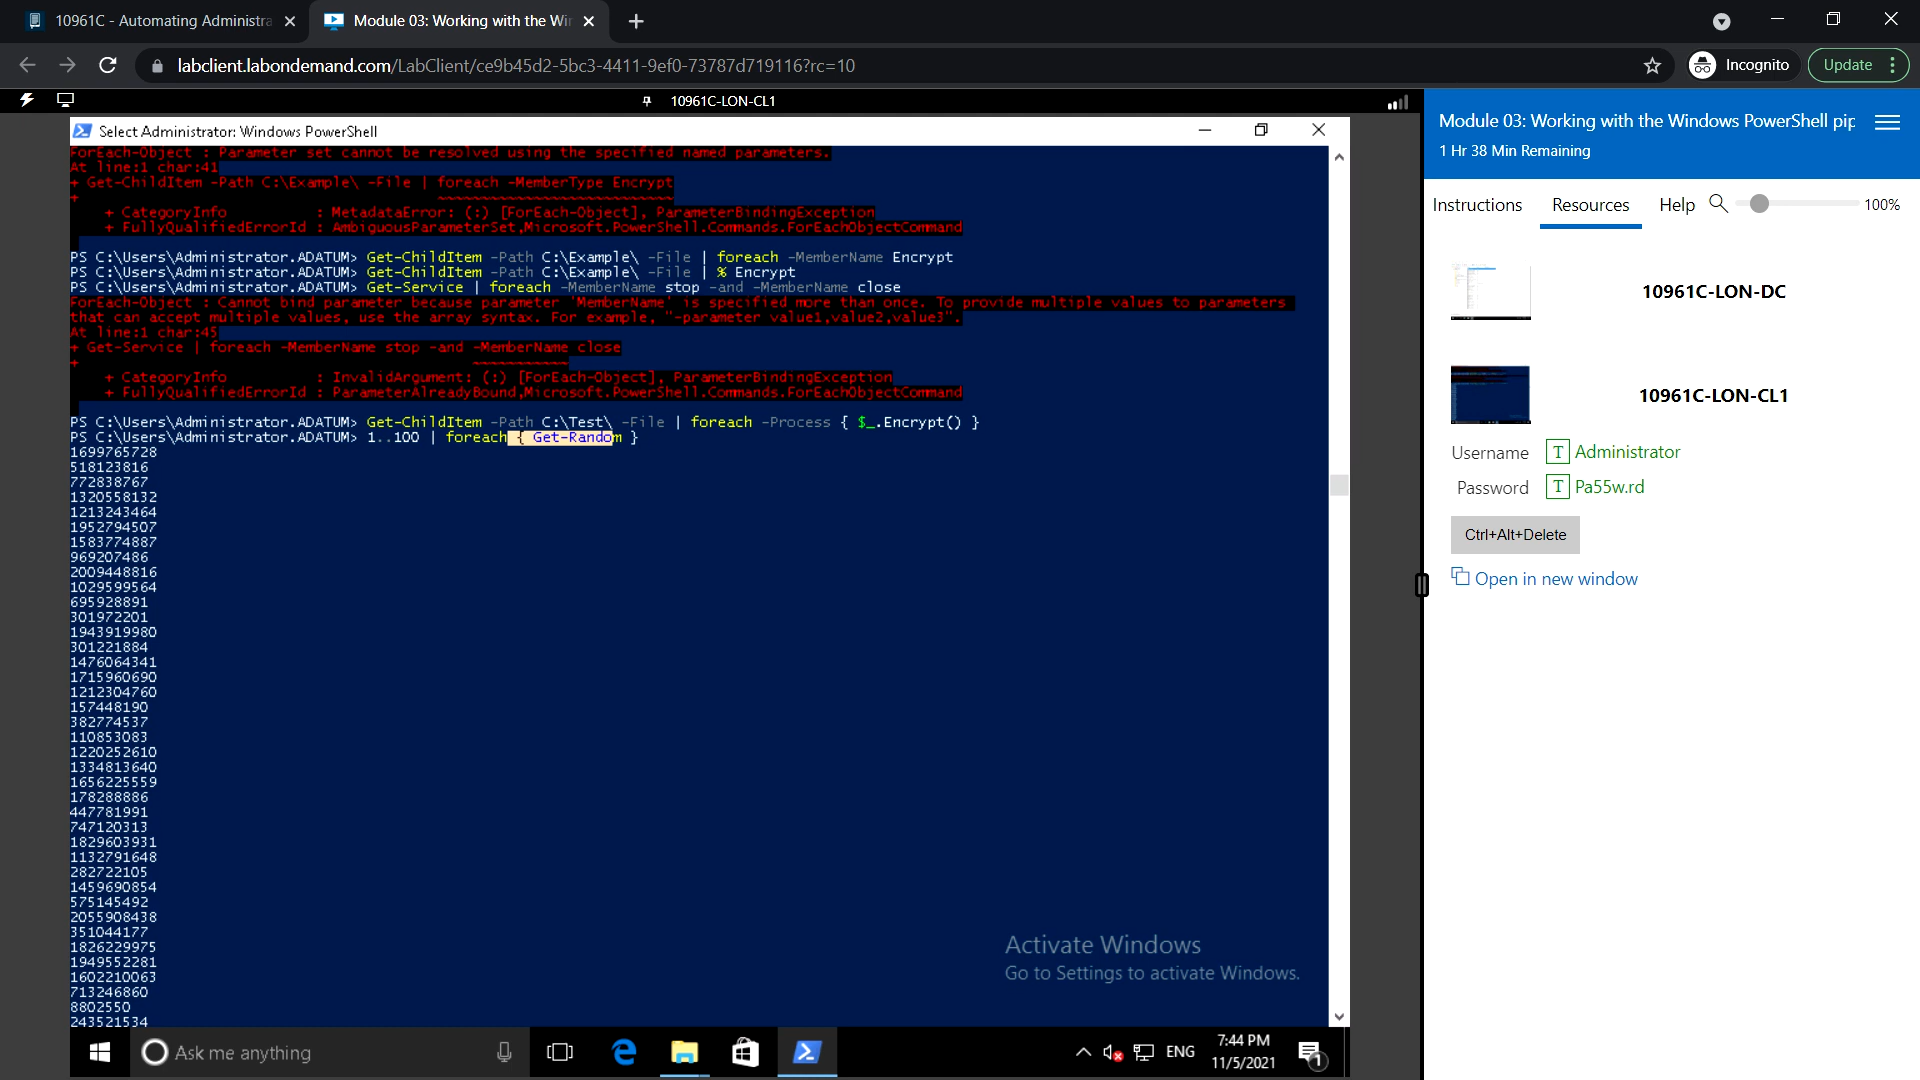 10961C - Automating Administra
Module 03: Working with the Win
labclient.labondemand.com/LabClient/ce9b45d2-5bc3-4411-9ef0-73787d719116?rc=10
Incognito
Update
10961C-LON-CL1
Select Administrator: Windows PowerShell
ForEach-Object : Parameter set cannot be resolved using the specified named parameters.
At line:1 char:41
+ Get-ChildItem -Path C:\Example\ -File | foreach -MemberType Encrypt
+                                         ~~~~~~~~~~~~~~~~~~~~~~~~~~~
    + CategoryInfo          : MetadataError: (:) [ForEach-Object], ParameterBindingException
    + FullyQualifiedErrorId : AmbiguousParameterSet,Microsoft.PowerShell.Commands.ForEachObjectCommand
PS C:\Users\Administrator.ADATUM> Get-ChildItem -Path C:\Example\ -File | foreach -MemberName Encrypt
PS C:\Users\Administrator.ADATUM> Get-ChildItem -Path C:\Example\ -File | % Encrypt
PS C:\Users\Administrator.ADATUM> Get-Service | foreach -MemberName stop -and -MemberName close
ForEach-Object : Cannot bind parameter because parameter 'MemberName' is specified more than once. To provide multiple values to parameters
that can accept multiple values, use the array syntax. For example, "-parameter value1,value2,value3".
At line:1 char:45
+ Get-Service | foreach -MemberName stop -and -MemberName close
+                                             ~~~~~~~~~~~
    + CategoryInfo          : InvalidArgument: (:) [ForEach-Object], ParameterBindingException
    + FullyQualifiedErrorId : ParameterAlreadyBound,Microsoft.PowerShell.Commands.ForEachObjectCommand
PS C:\Users\Administrator.ADATUM> Get-ChildItem -Path C:\Test\ -File | foreach -Process { $_.Encrypt() }
PS C:\Users\Administrator.ADATUM> 1..100 | foreach { Get-Random }
1699765728
518123816
772838767
1320558132
1213243464
1952794507
1583774887
969207486
2009448816
1029599564
695928891
301972201
1943919980
301221884
1476064341
1715960690
1212304760
157448190
382774537
110853083
1220252610
1334813640
1656225559
178288886
447781991
747120313
1829603931
1132791648
282722105
1459690854
575145492
2055908438
351044177
1826229975
1949552281
1602210063
713246860
8802550
243521534
Activate Windows
Go to Settings to activate Windows.
Ask me anything
ENG
7:44 PM
11/5/2021
1
Module 03: Working with the Windows PowerShell pip
1 Hr 38 Min Remaining
Instructions
Resources
Help
100%
10961C-LON-DC
10961C-LON-CL1
Username T Administrator
Password T Pa55w.rd
Ctrl+Alt+Delete
Open in new window